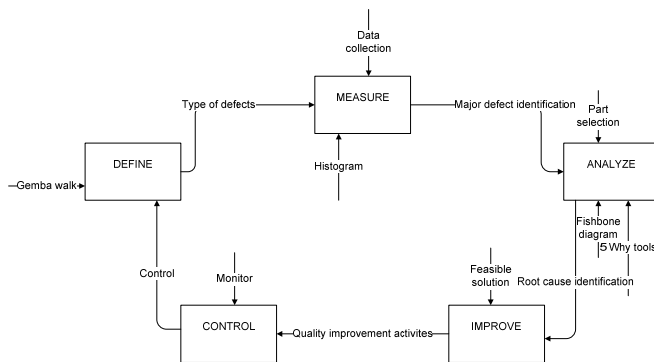 Data
collection
MEASURE
Type of defects
Major defect identification
Part
selection
Histogram
DEFINE
ANALYZE
Gemba walk
Fishbone
diagram
5 Why tools
Control
Monitor
Feasible
solution
Root cause identification
CONTROL
Quality improvement activites
IMPROVE